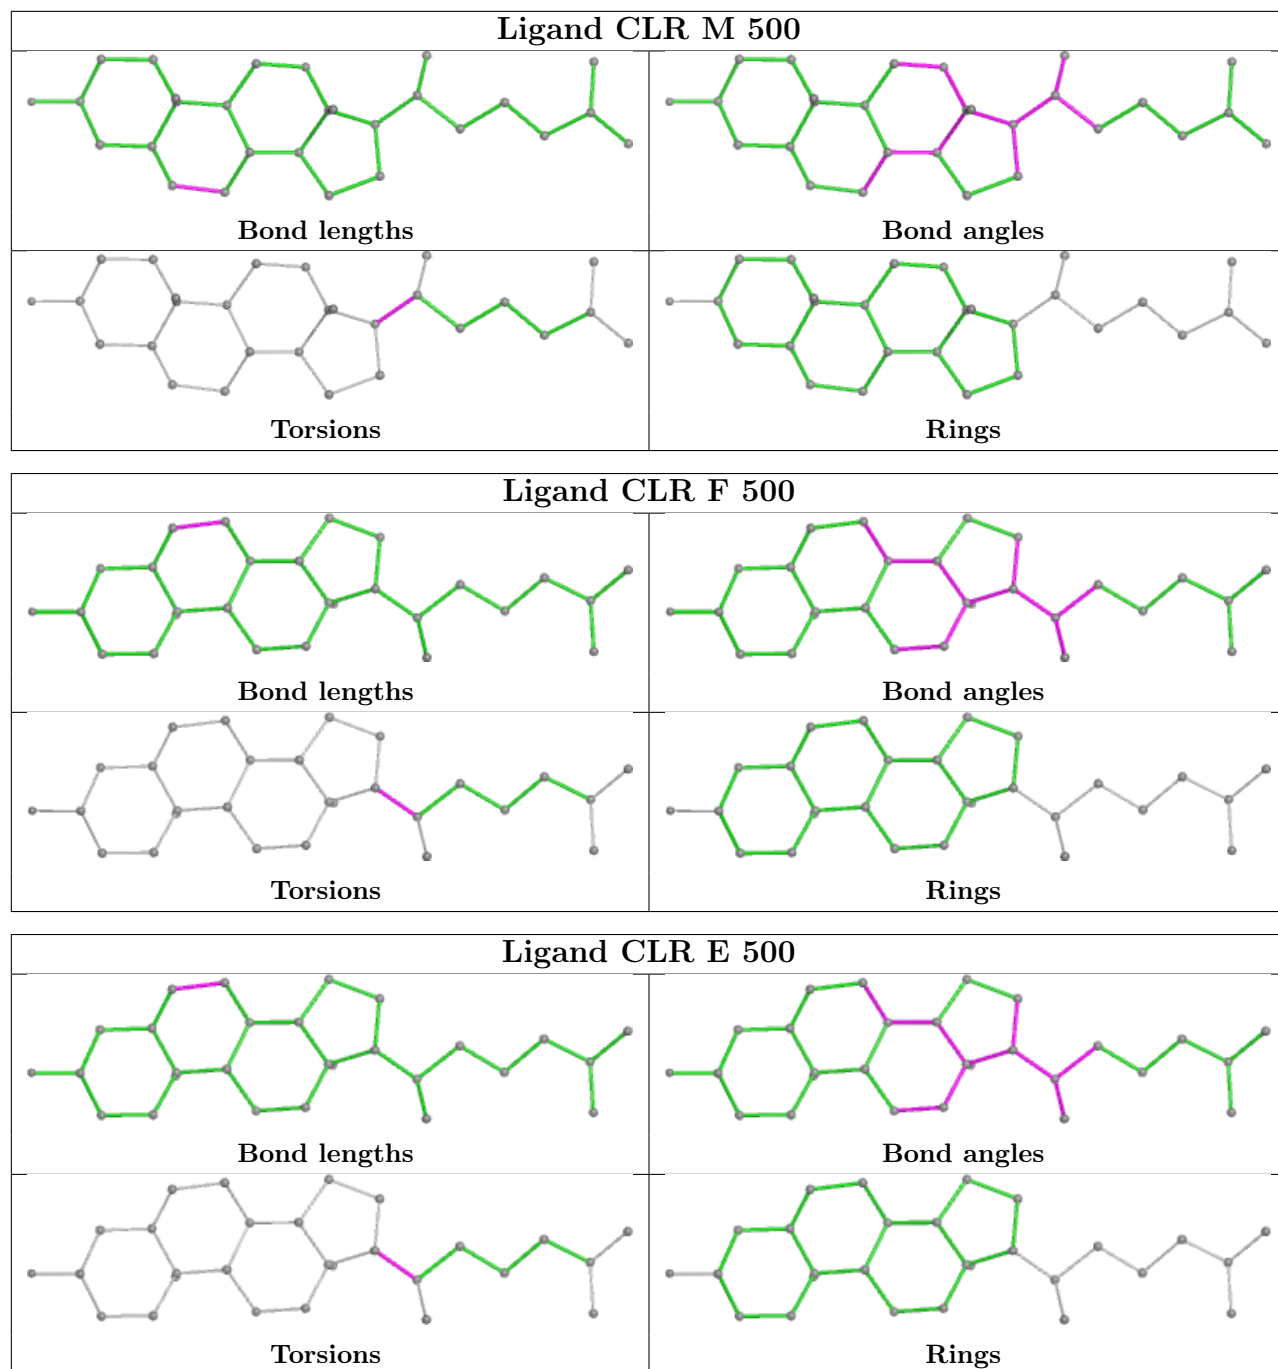 Ligand CLR M 500
Bond lengths
Bond angles
Torsions
Rings
Ligand CLR F 500
Bond lengths
Bond angles
Torsions
Rings
Ligand CLR E 500
Bond lengths
Bond angles
Torsions
Rings